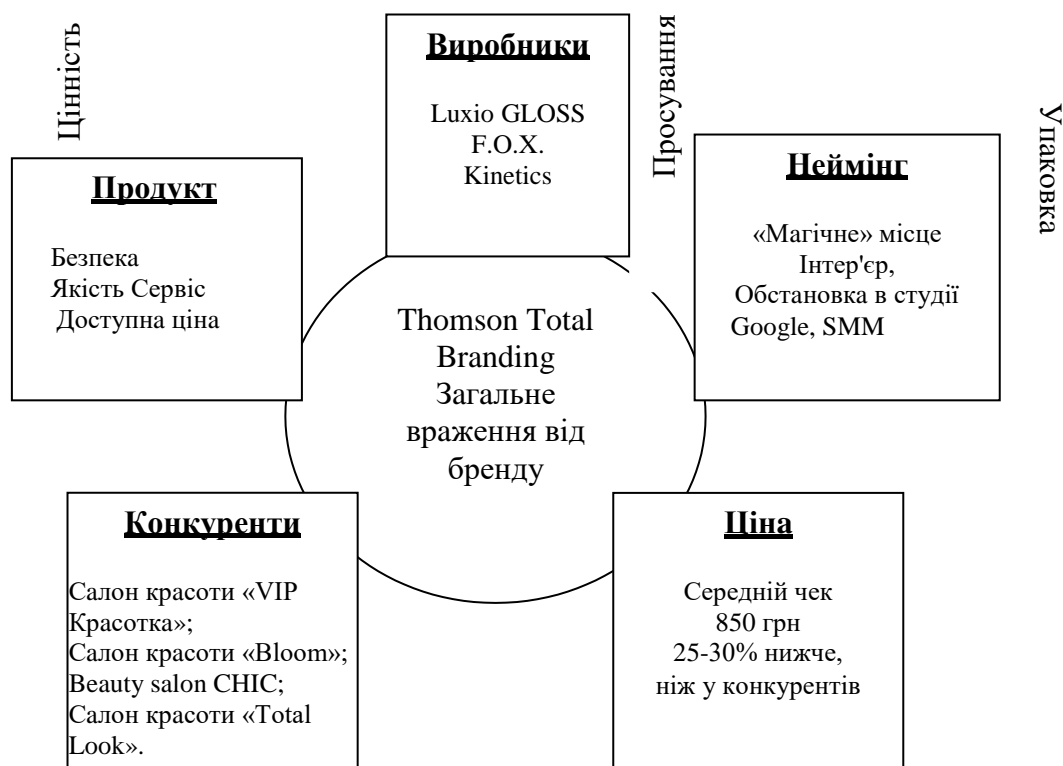 Цінність
Виробники
Luxio GLOSS
F.O.X.
Kinetics
Просування
Упаковка
Продукт
Безпека
Якість Сервіс
Доступна ціна
Неймінг
«Магічне» місце
Інтер'єр,
Обстановка в студії
Google, SMM
Thomson Total
Branding
Загальне
враження від
бренду
Конкуренти
Салон красоти «VIP
Красотка»;
Салон красоти «Bloom»;
Beauty salon CHIC;
Салон красоти «Total
Look».
Ціна
Середній чек
850 грн
25-30% нижче,
ніж у конкурентів